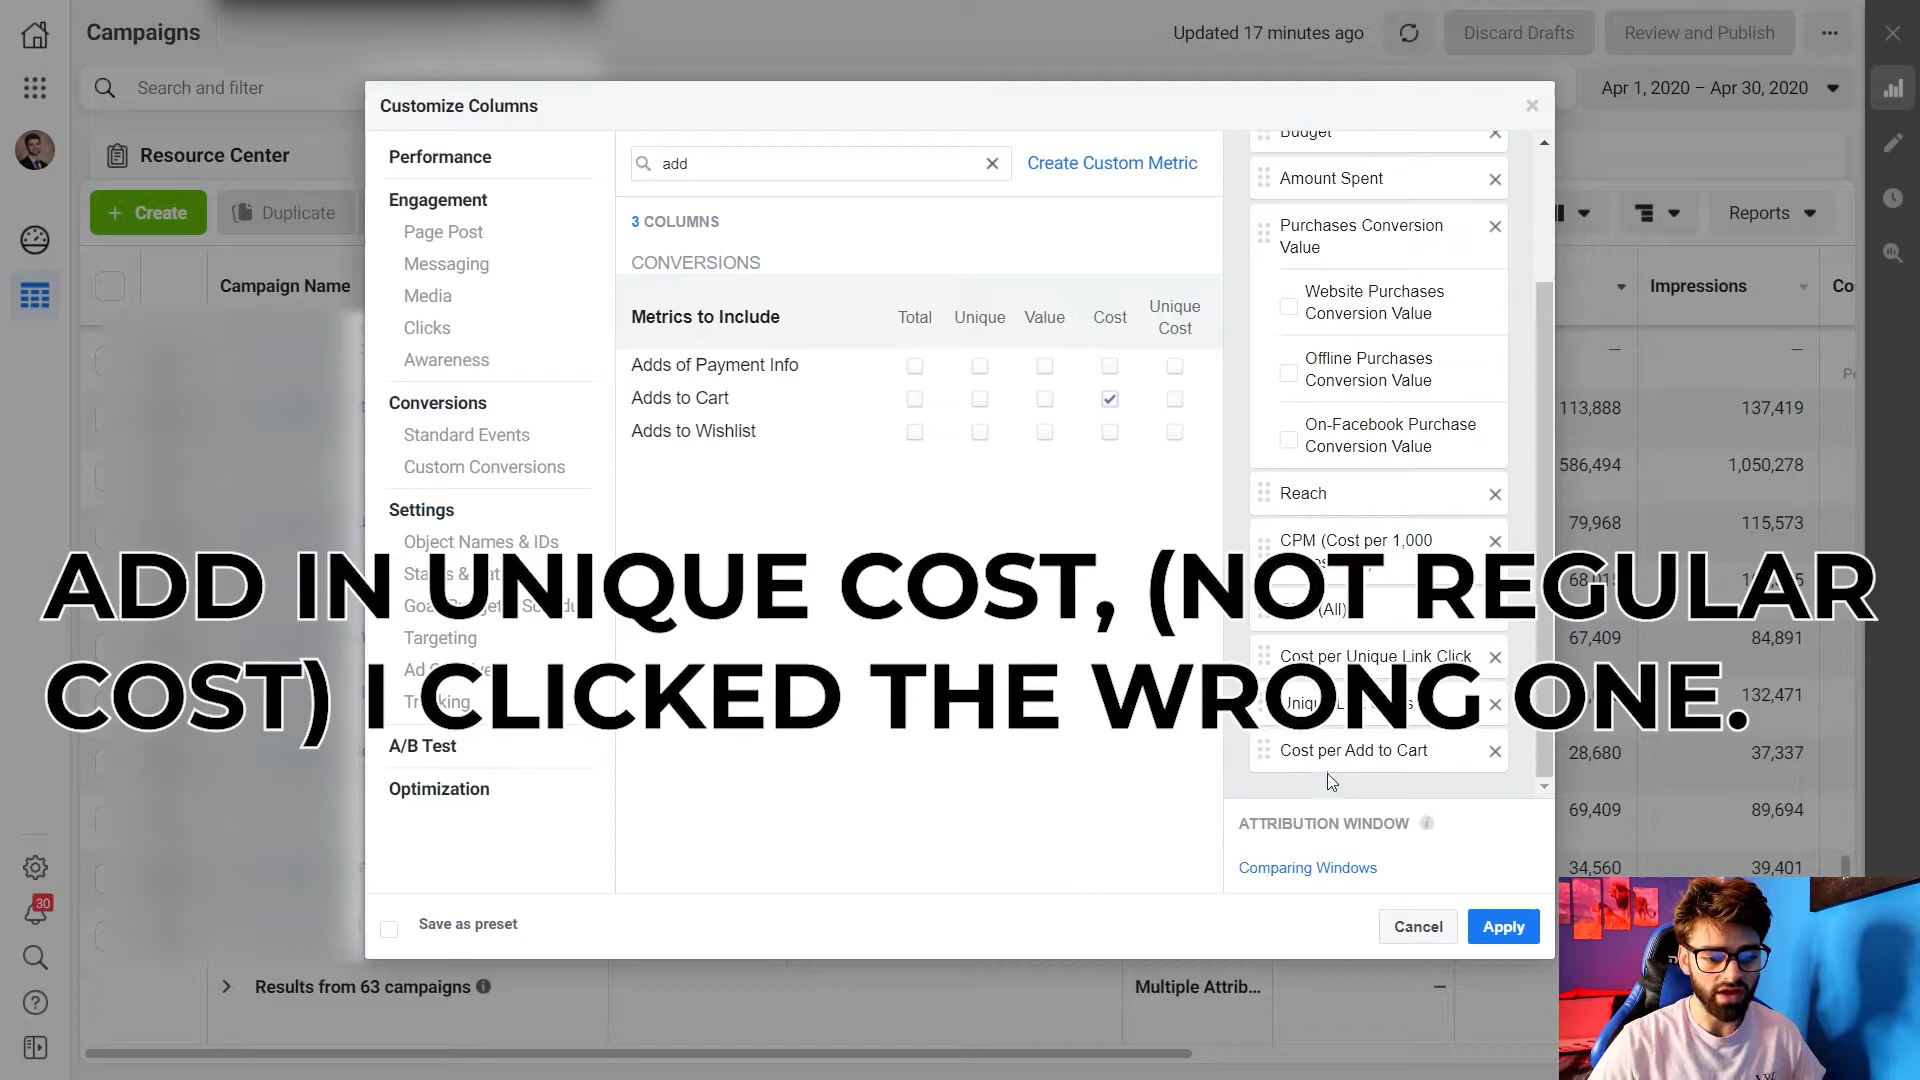 Campaigns
Updated 17 minutes ago
Discard Drafts
Review and Publish
Search and filter
Apr 1, 2020 – Apr 30, 2020
Customize Columns
Resource Center
Create
Duplicate
Reports
Campaign Name
Impressions
Performance
Engagement
Page Post
Messaging
Media
Clicks
Awareness
Conversions
Standard Events
Custom Conversions
Settings
Object Names & IDs
Targeting
A/B Test
Optimization
add
Create Custom Metric
3 COLUMNS
CONVERSIONS
Metrics to Include
Total
Unique
Value
Cost
Unique
Cost
Adds of Payment Info
Adds to Cart
Adds to Wishlist
Budget
Amount Spent
Purchases Conversion
Value
Website Purchases
Conversion Value
Offline Purchases
Conversion Value
On-Facebook Purchase
Conversion Value
Reach
CPM (Cost per 1,000
(All)
Cost per Unique Link Click
Cost per Add to Cart
ATTRIBUTION WINDOW
Comparing Windows
113,888 137,419
586,494 1,050,278
79,968 115,573
67,409 84,891
132,471
28,680 37,337
69,409 89,694
34,560 39,401
ADD IN UNIQUE COST, (NOT REGULAR
COST) I CLICKED THE WRONG ONE.
Save as preset
Cancel
Apply
30
Results from 63 campaigns
Multiple Attrib...